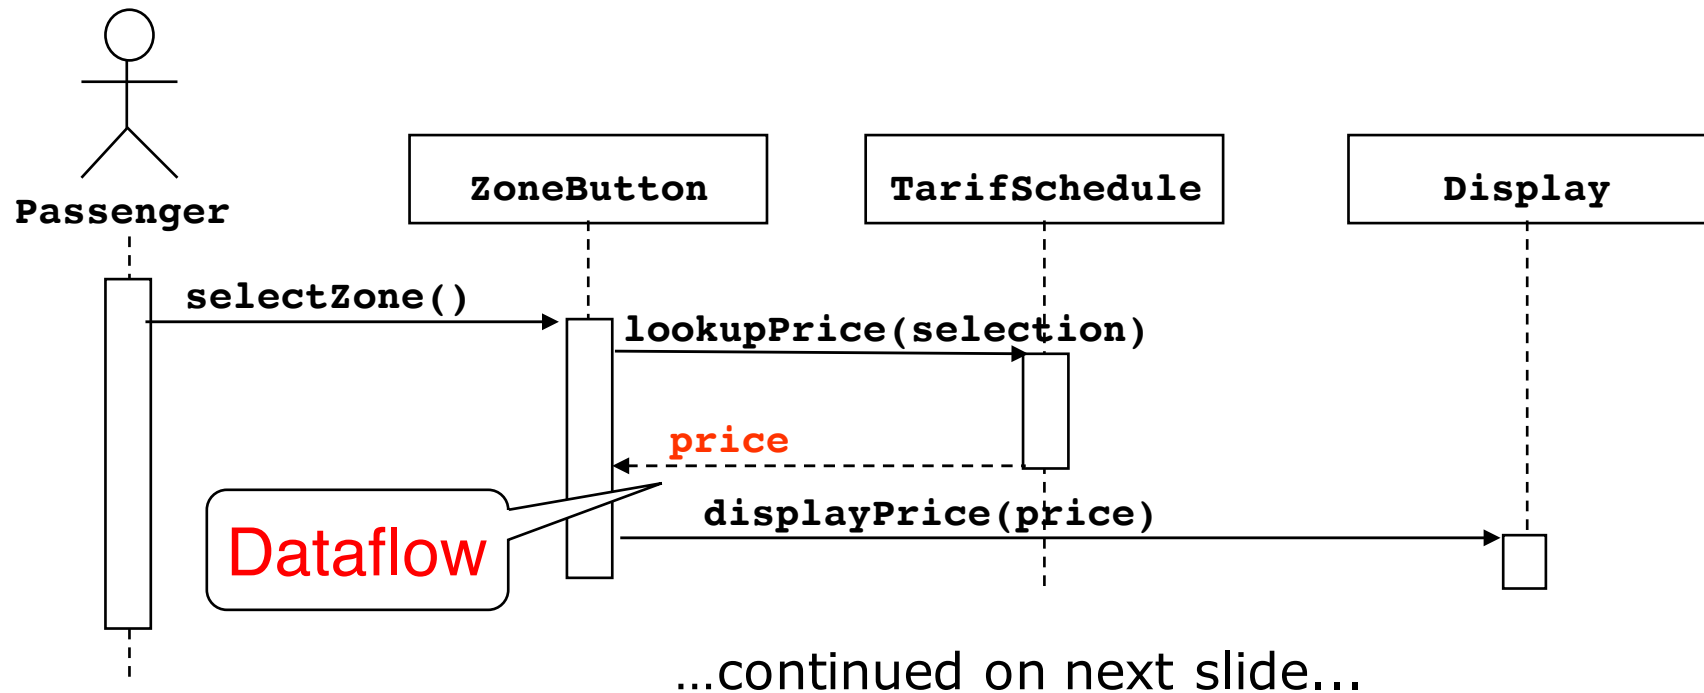 Passenger
ZoneButton
TarifSchedule
Display
selectZone()
lookupPrice(selection)
price
Dataflow
displayPrice(price)
…continued on next slide...